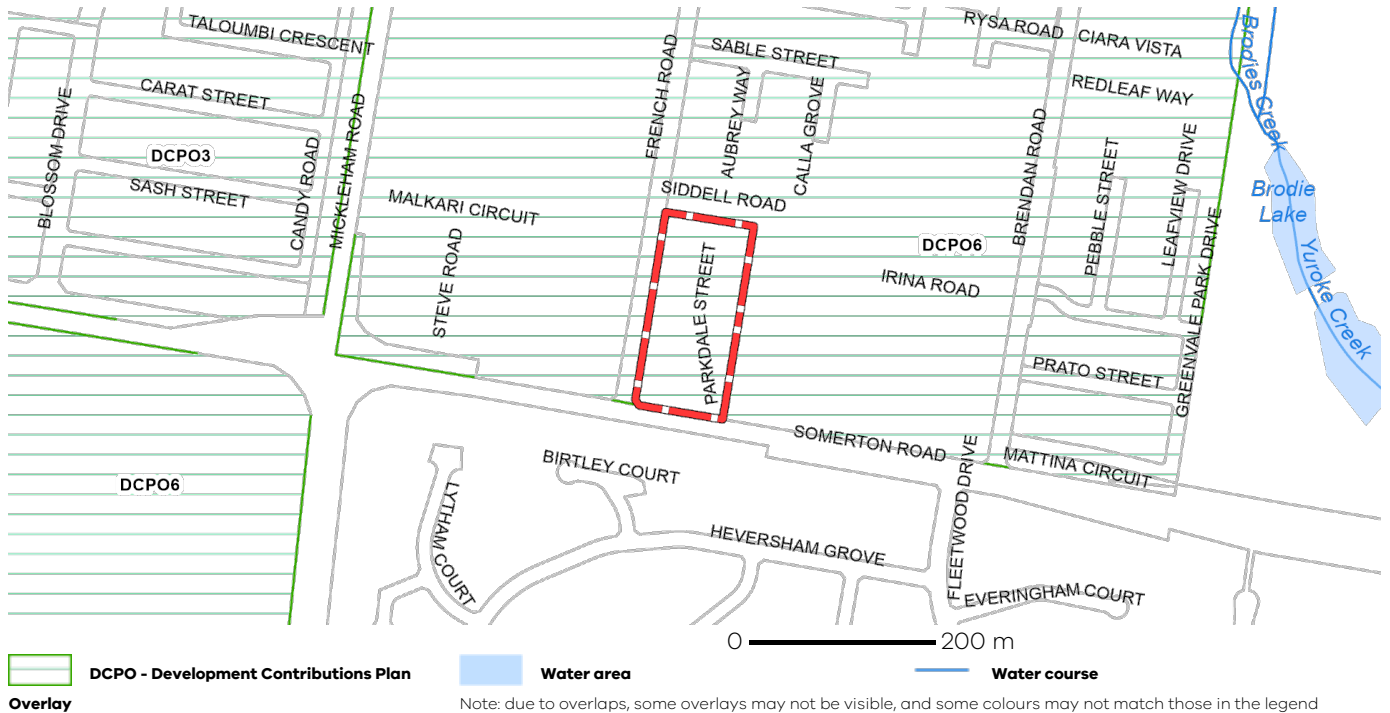 TALOUMBI CRESCENT
CARAT STREET
BLOSSOM DRIVE
DCPO3
SASH STREET
CANDY ROAD
MICKLEHAM ROAD
MALKARI CIRCUIT
STEVE ROAD
FRENCH ROAD
SABLE STREET
AUBREY WAY
CALLA GROVE
SIDDELL ROAD
PARKDALE STREET
RYSA ROAD
CIARA VISTA
REDLEAF WAY
BRENDAN ROAD
PEBBLE STREET
LEAFVIEW DRIVE
DCPO6
IRINA ROAD
GREENVALE PARK DRIVE
PRATO STREET
Brodies Creek
Brodie
Lake
Yuroke Creek
SOMERTON ROAD
MATTINA CIRCUIT
FLEETWOOD DRIVE
DCPO6
BIRTLEY COURT
LYTHAM COURT
HEVERSHAM GROVE
EVERINGHAM COURT
0 200 m
DCPO - Development Contributions Plan
Overlay
Water area
Water course
Note: due to overlaps, some overlays may not be visible, and some colours may not match those in the legend